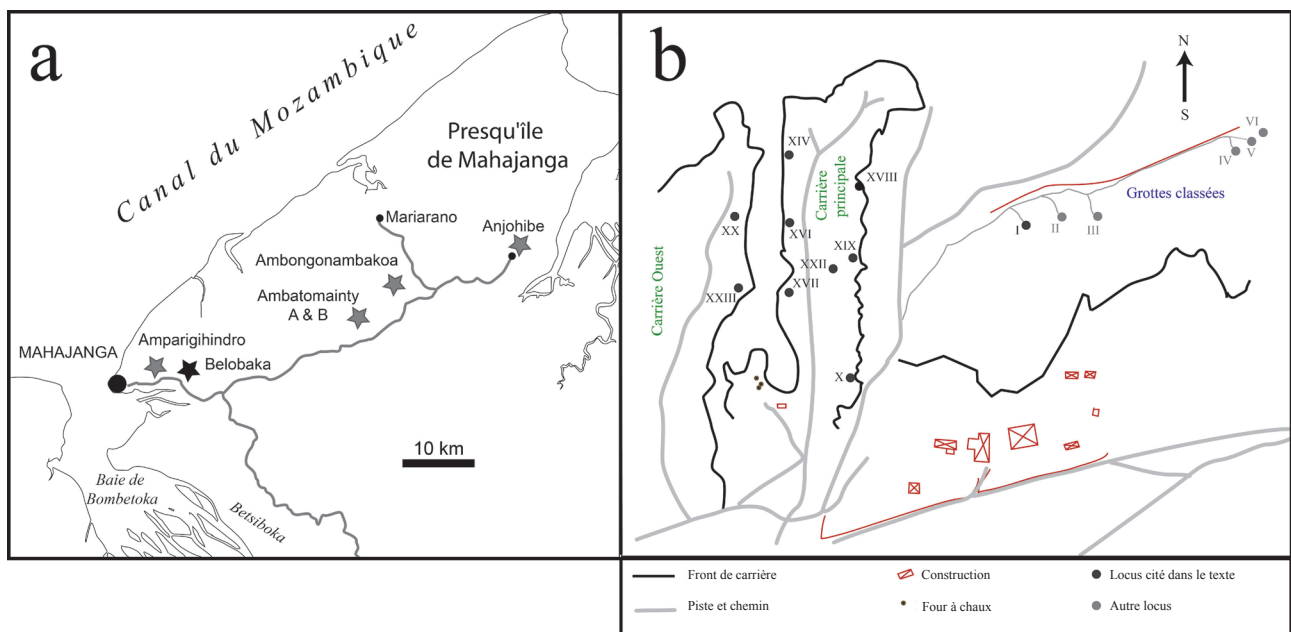 a
Canal du Mozambique
Presqu'île
de Mahajanga
Mariarano
Anjohibe
Ambongonambakoa
Ambatomainty
A & B
Amparigihindro
MAHAJANGA
Belobaka
10 km
Baie de
Bombetoka
Betsiboka
b
N
S
XIV
XVIII
XX
XVI
XIX
XXII
XXIII
XVII
X
Carrière Ouest
Carrière
principale
VI
V
IV
Grottes classées
I
II
III
Front de carrière
Construction
Locus cité dans le texte
Piste et chemin
Four à chaux
Autre locus